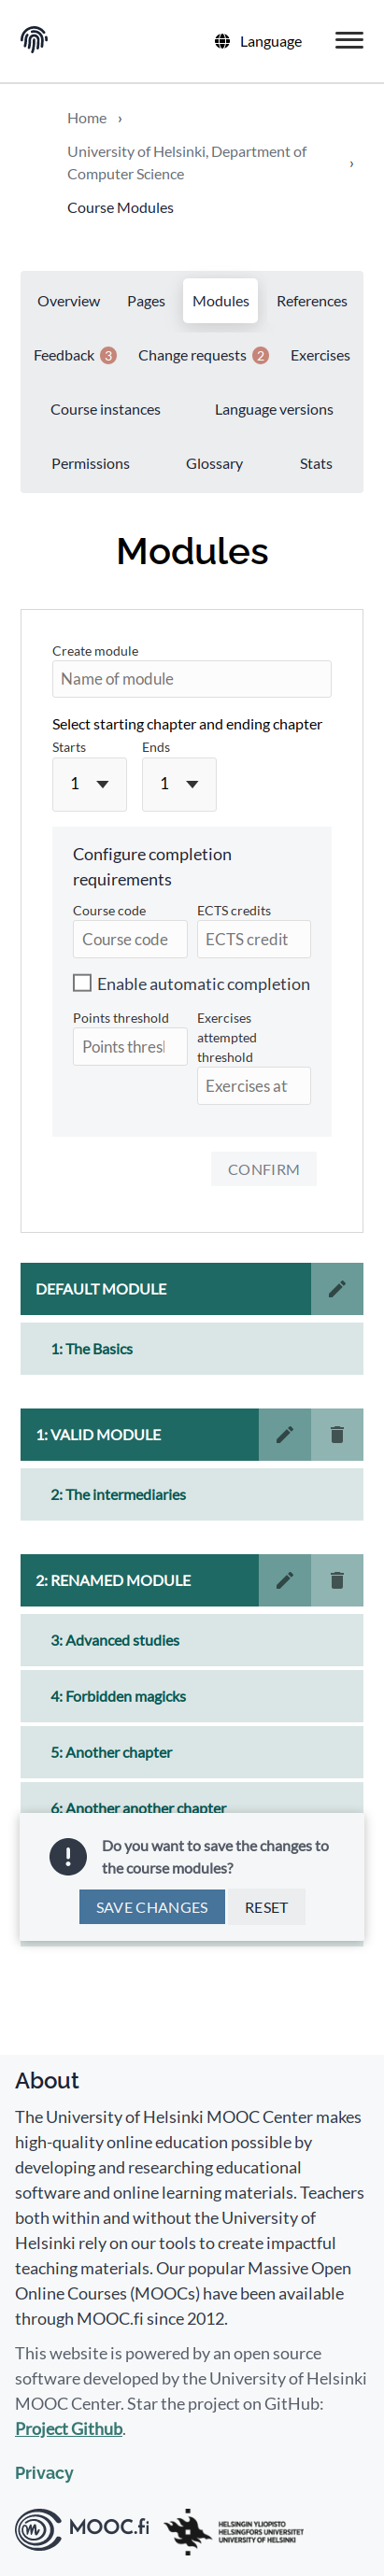 Language
Home ›
University of Helsinki, Department of
Computer Science ›
Course Modules
Overview Pages Modules References
Feedback 3 Change requests 2 Exercises
Course instances Language versions
Permissions Glossary Stats
Modules
Create module
Name of module
Select starting chapter and ending chapter
Starts Ends
1 1
Configure completion
requirements
Course code ECTS credits
Course code ECTS credit
Enable automatic completion
Points threshold Exercises
attempted
threshold
Points thresl
Exercises at
CONFIRM
DEFAULT MODULE
1: The Basics
1: VALID MODULE
2: The intermediaries
2: RENAMED MODULE
3: Advanced studies
4: Forbidden magicks
5: Another chapter
6: Another another chapter
Do you want to save the changes to
the course modules?
SAVE CHANGES RESET
About
The University of Helsinki MOOC Center makes
high-quality online education possible by
developing and researching educational
software and online learning materials. Teachers
both within and without the University of
Helsinki rely on our tools to create impactful
teaching materials. Our popular Massive Open
Online Courses (MOOCs) have been available
through MOOC.fi since 2012.
This website is powered by an open source
software developed by the University of Helsinki
MOOC Center. Star the project on GitHub:
Project Github.
Privacy
MOOC.fi
HELSINGIN YLIOPISTO
HELSINGFORS UNIVERSITET
UNIVERSITY OF HELSINKI